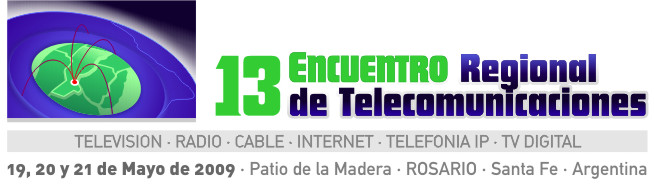 13 ENCUENTRO Regional
de Telecomunicaciones
TELEVISION · RADIO · CABLE · INTERNET · TELEFONIA IP · TV DIGITAL
19, 20 y 21 de Mayo de 2009 · Patio de la Madera · ROSARIO · Santa Fe · Argentina